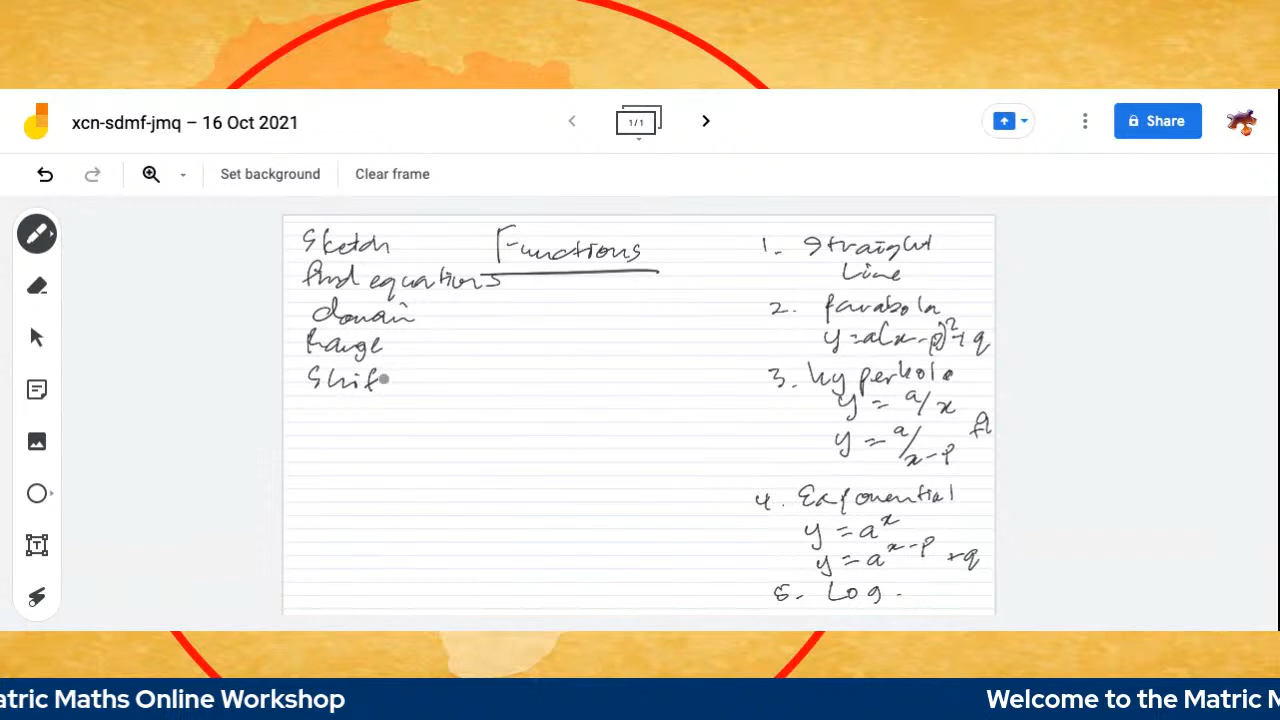 xcn-sdmf-jmq – 16 Oct 2021
1/1
Share
Set background
Clear frame
Functions
Sketch
find equations
domain
Range
Shif
1. Straight
Line
2. Parabola
y = a(x - p)² + q
3. hyperbola
y = a/x
y = a/x-p
4. Exponential
y = a^x
y = a^x-p + q
5. Log.
atric Maths Online Workshop
Welcome to the Matric M